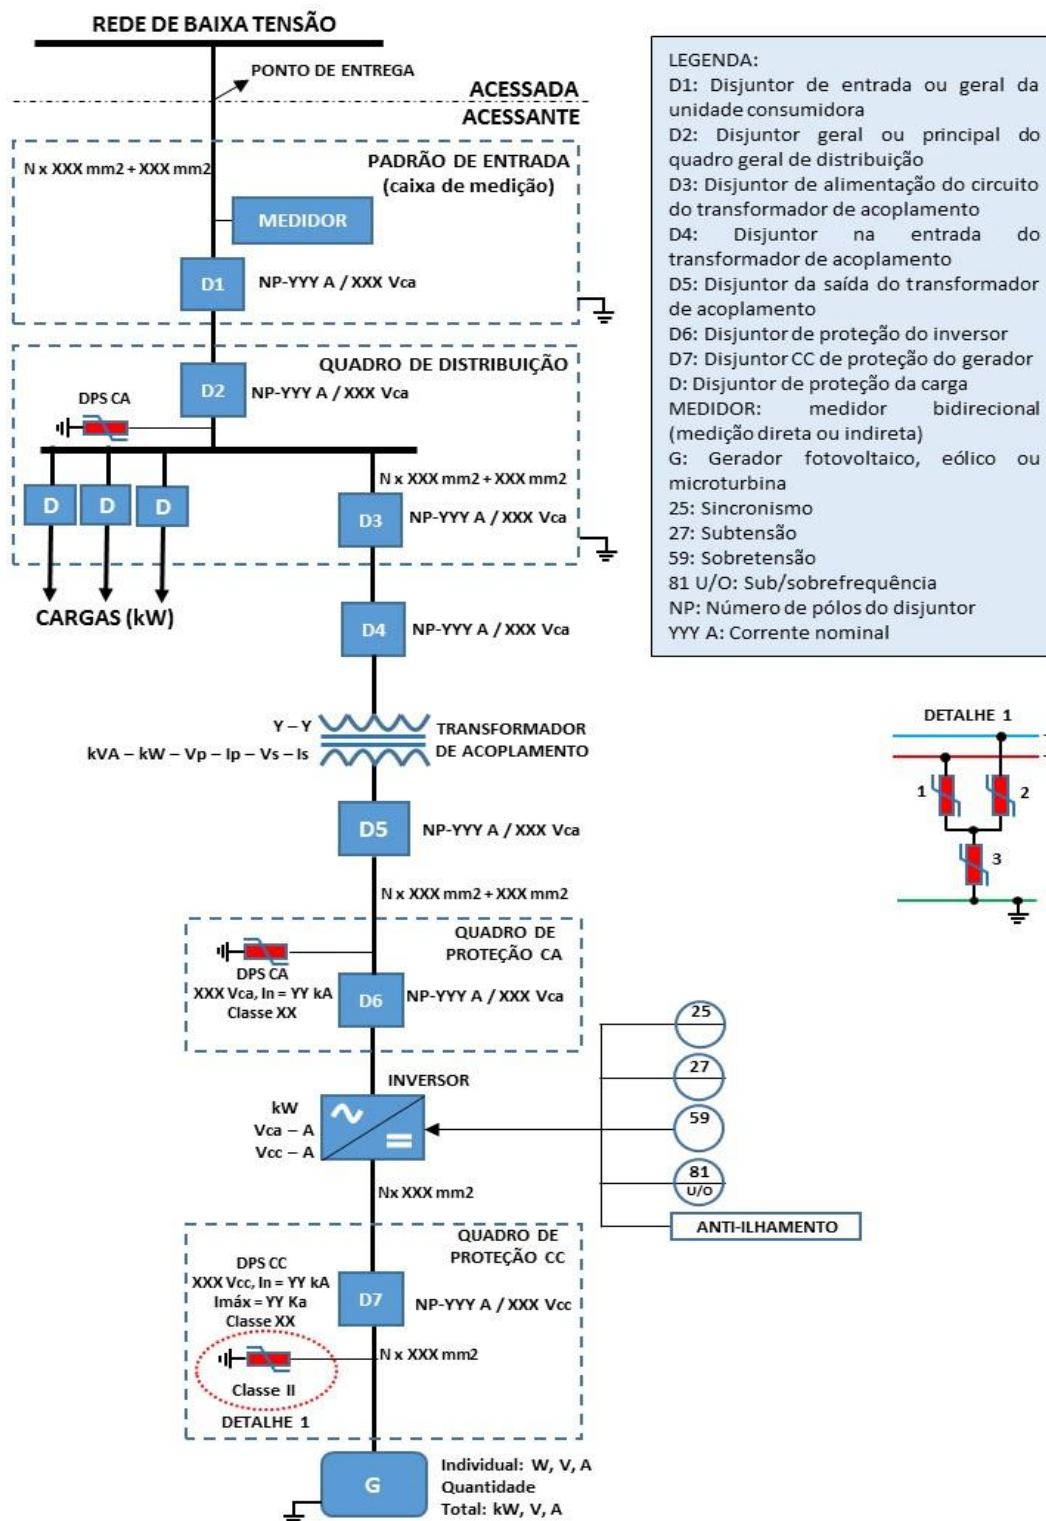 REDE DE BAIXA TENSÃO
PONTO DE ENTREGA
ACESSADA
ACESSANTE
PADRÃO DE ENTRADA
(caixa de medição)
N x XXX mm2 + XXX mm2
MEDIDOR
D1
NP-YYY A / XXX Vca
QUADRO DE DISTRIBUIÇÃO
D2
NP-YYY A / XXX Vca
DPS CA
N x XXX mm2 + XXX mm2
D
D
D
D3
NP-YYY A / XXX Vca
CARGAS (kW)
D4
NP-YYY A / XXX Vca
Y – Y
kVA – kW – Vp – Ip – Vs – Is
TRANSFORMADOR
DE ACOPLAMENTO
D5
NP-YYY A / XXX Vca
N x XXX mm2 + XXX mm2
QUADRO DE
PROTEÇÃO CA
DPS CA
XXX Vca, In = YY kA
Classe XX
D6
NP-YYY A / XXX Vca
INVERSOR
kW
Vca – A
Vcc – A
25
27
59
81
U/O
ANTI-ILHAMENTO
Nx XXX mm2
QUADRO DE
PROTEÇÃO CC
DPS CC
XXX Vcc, In = YY kA
Imáx = YY Ka
Classe XX
D7
NP-YYY A / XXX Vcc
N x XXX mm2
Classe II
DETALHE 1
G
Individual: W, V, A
Quantidade
Total: kW, V, A
LEGENDA:
D1: Disjuntor de entrada ou geral da
unidade consumidora
D2: Disjuntor geral ou principal do
quadro geral de distribuição
D3: Disjuntor de alimentação do circuito
do transformador de acoplamento
D4: Disjuntor na entrada do
transformador de acoplamento
D5: Disjuntor da saída do transformador
de acoplamento
D6: Disjuntor de proteção do inversor
D7: Disjuntor CC de proteção do gerador
D: Disjuntor de proteção da carga
MEDIDOR: medidor bidirecional
(medição direta ou indireta)
G: Gerador fotovoltaico, eólico ou
microturbina
25: Sincronismo
27: Subtensão
59: Sobretensão
81 U/O: Sub/sobrefrequência
NP: Número de pólos do disjuntor
YYY A: Corrente nominal
DETALHE 1
1
2
3